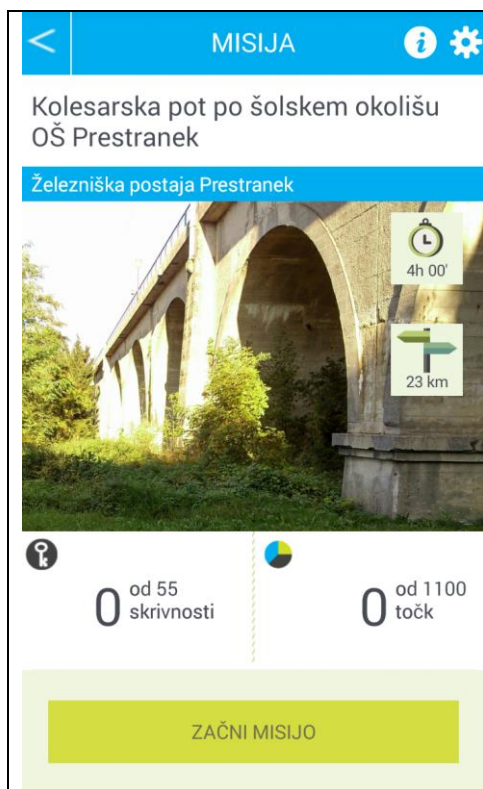 MISIJA
Kolesarska pot po šolskem okolišu
OŠ Prestranek
Železniška postaja Prestranek
4h 00'
23 km
0 od 55
skrivnosti
0 od 1100
točk
ZAČNI MISIJO